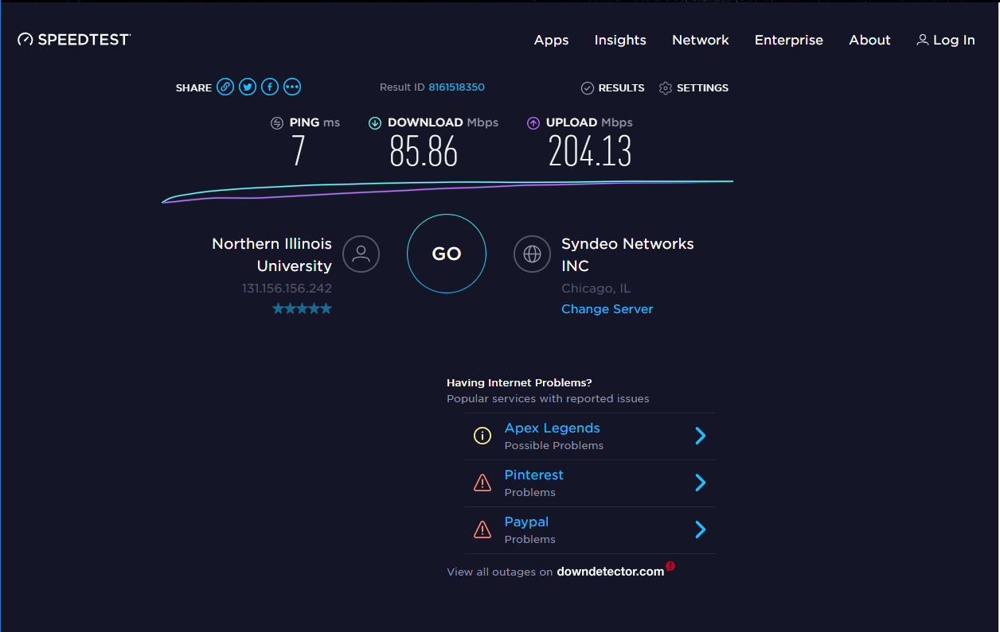 SPEEDTEST
Apps Insights Network Enterprise About Log In
SHARE Result ID 8161518350 RESULTS SETTINGS
PING ms DOWNLOAD Mbps UPLOAD Mbps
7 85.86 204.13
Northern Illinois
University
131.156.156.242
GO
Syndeo Networks
INC
Chicago, IL
Change Server
Having Internet Problems?
Popular services with reported issues
Apex Legends
Possible Problems
Pinterest
Problems
Paypal
Problems
View all outages on downdetector.com